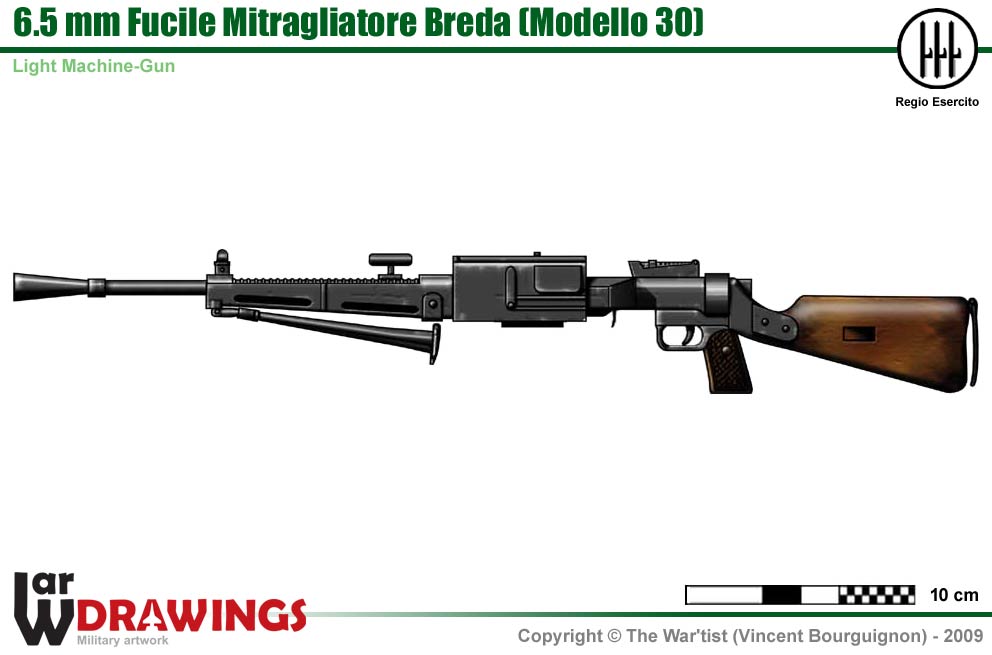 6.5 mm Fucile Mitragliatore Breda (Modello 30)
Light Machine-Gun
Regio Esercito
War DRAWINGS
Military artwork
10 cm
Copyright © The War'tist (Vincent Bourguignon) - 2009